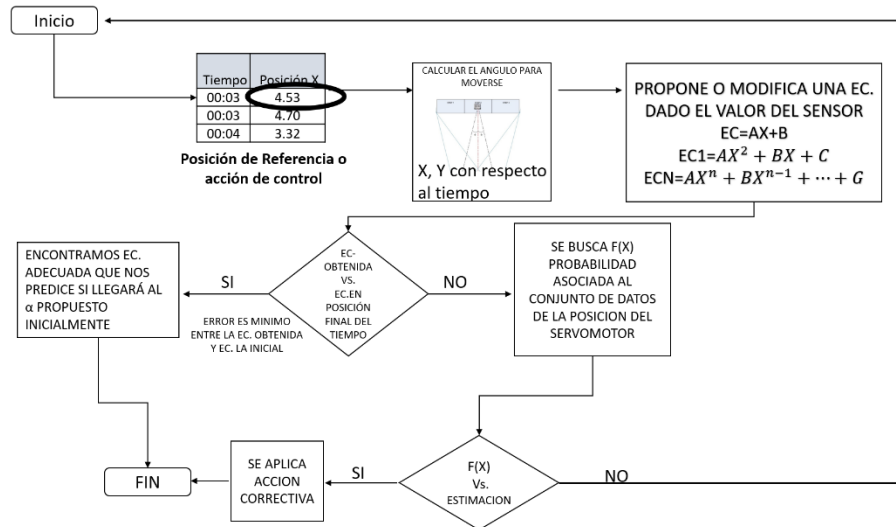 Inicio
Tiempo Posición X
00:03 4.53
00:03 4.70
00:04 3.32
Posición de Referencia o
acción de control
CALCULAR EL ANGULO PARA
MOVERSE
X, Y con respecto
al tiempo
PROPONE O MODIFICA UNA EC.
DADO EL VALOR DEL SENSOR
EC=AX+B
EC1=𝐴𝑋² + 𝐵𝑋 + 𝐶
ECN=𝐴𝑋ⁿ + 𝐵𝑋ⁿ⁻¹ + ⋯ + 𝐺
ENCONTRAMOS EC.
ADECUADA QUE NOS
PREDICE SI LLEGARÁ AL
α PROPUESTO
INICIALMENTE
SI
ERROR ES MINIMO
ENTRE LA EC. OBTENIDA
Y EC. LA INICIAL
EC-
OBTENIDA
VS.
EC.EN
POSICIÓN
FINAL DEL
TIEMPO
NO
SE BUSCA F(X)
PROBABILIDAD
ASOCIADA AL
CONJUNTO DE DATOS
DE LA POSICION DEL
SERVOMOTOR
FIN
SE APLICA
ACCION
CORRECTIVA
SI
F(X)
Vs.
ESTIMACION
NO